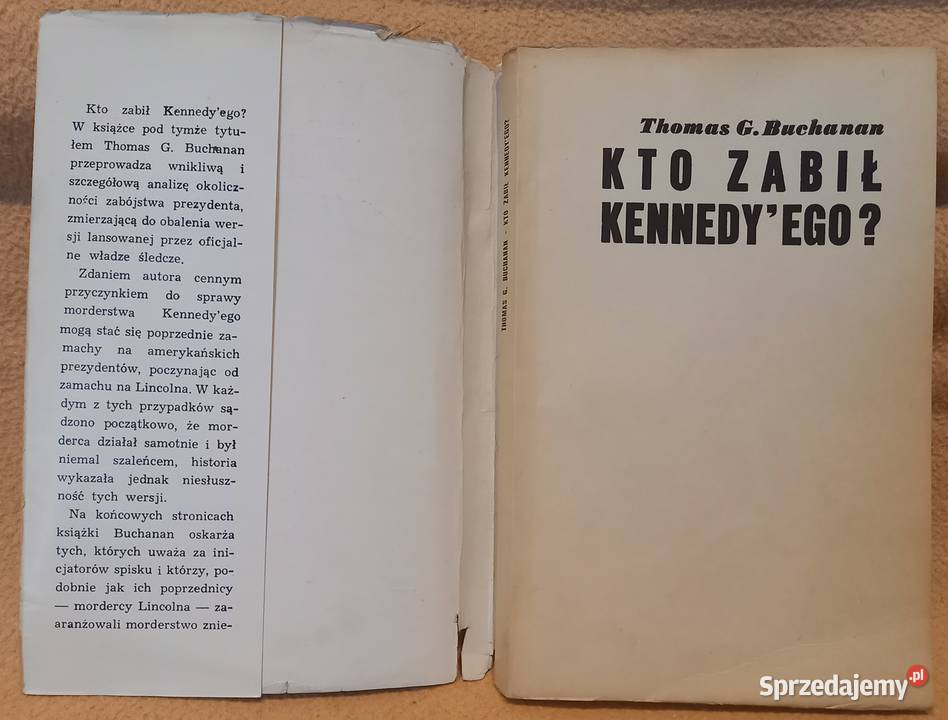 Kto zabił Kennedy'ego?
W książce pod tymże tytu-
łem Thomas G. Buchanan
przeprowadza wnikliwą i
szczegółową analizę okolicz-
ności zabójstwa prezydenta,
zmierzającą do obalenia wer-
sji lansowanej przez oficjal-
ne władze śledcze.
Zdaniem autora cennym
przyczynkiem do sprawy
morderstwa Kennedy'ego
mogą stać się poprzednie za-
machy na amerykańskich
prezydentów, poczynając od
zamachu na Lincolna. W każ-
dym z tych przypadków są-
dzono początkowo, że mor-
derca działał samotnie i był
niemal szaleńcem, historia
wykazała jednak niesłusz-
ność tych wersji.
Na końcowych stronicach
książki Buchanan oskarża
tych, których uważa za ini-
cjatorów spisku i którzy, po-
dobnie jak ich poprzednicy
— mordercy Lincolna — za-
aranżowali morderstwo znie-
THOMAS G. BUCHANAN - KTO ZABIŁ KENNEDY'EGO?
Thomas G. Buchanan
KTO ZABIŁ
KENNEDY'EGO?
Sprzedajemy.pl